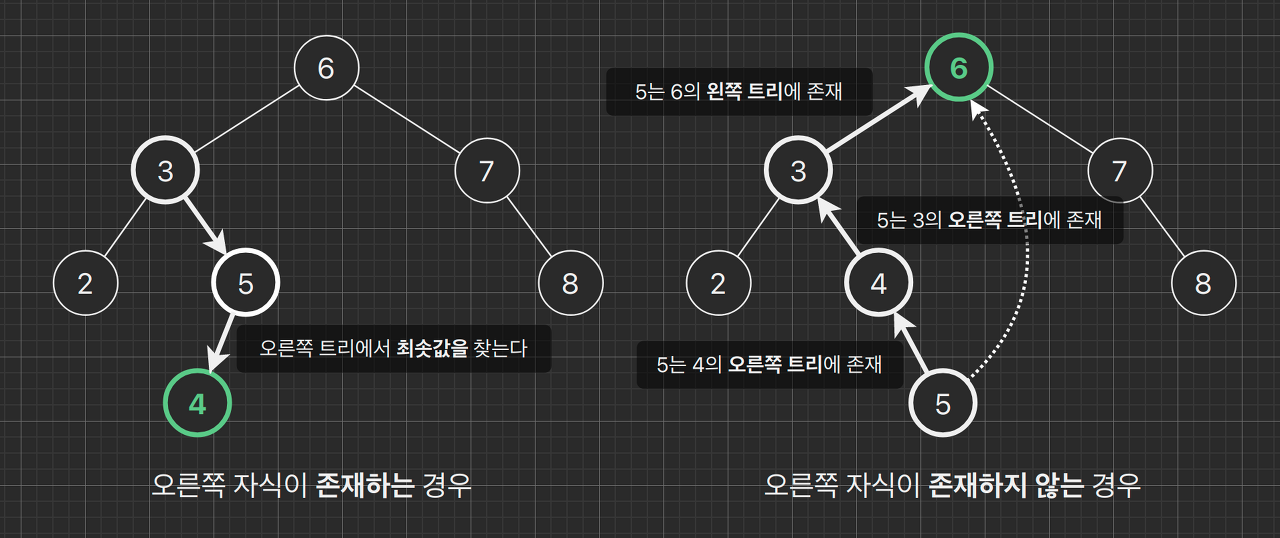 6
3
7
2
5
8
오른쪽 트리에서 최솟값을 찾는다
4
오른쪽 자식이 존재하는 경우
6
5는 6의 왼쪽 트리에 존재
3
7
5는 3의 오른쪽 트리에 존재
2
4
8
5는 4의 오른쪽 트리에 존재
5
오른쪽 자식이 존재하지 않는 경우